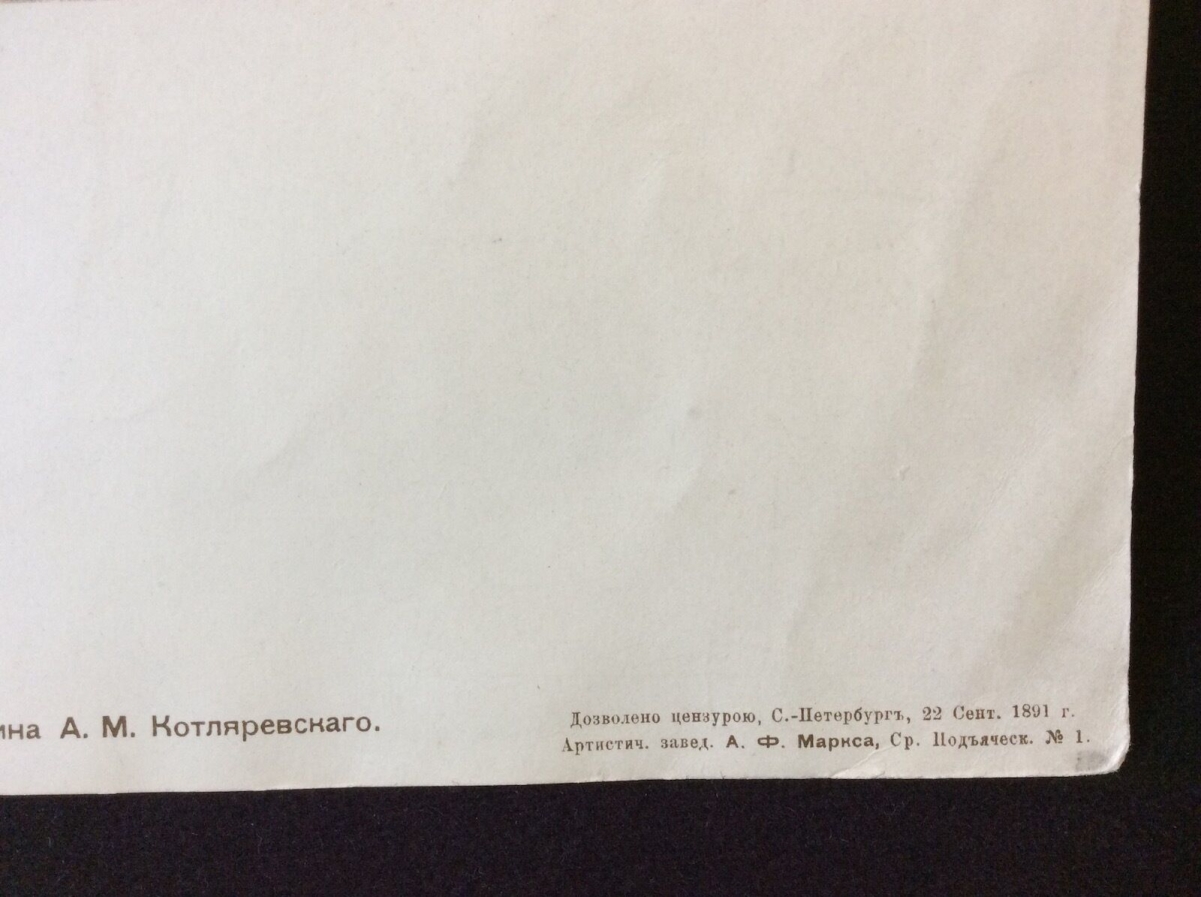 ина А. М. Котляревскаго.
Дозволено цензурою, С.-Петербургъ, 22 Сент. 1891 г.
Артистич. завед. А. Ф. Маркса, Ср. Подъяческ. № 1.